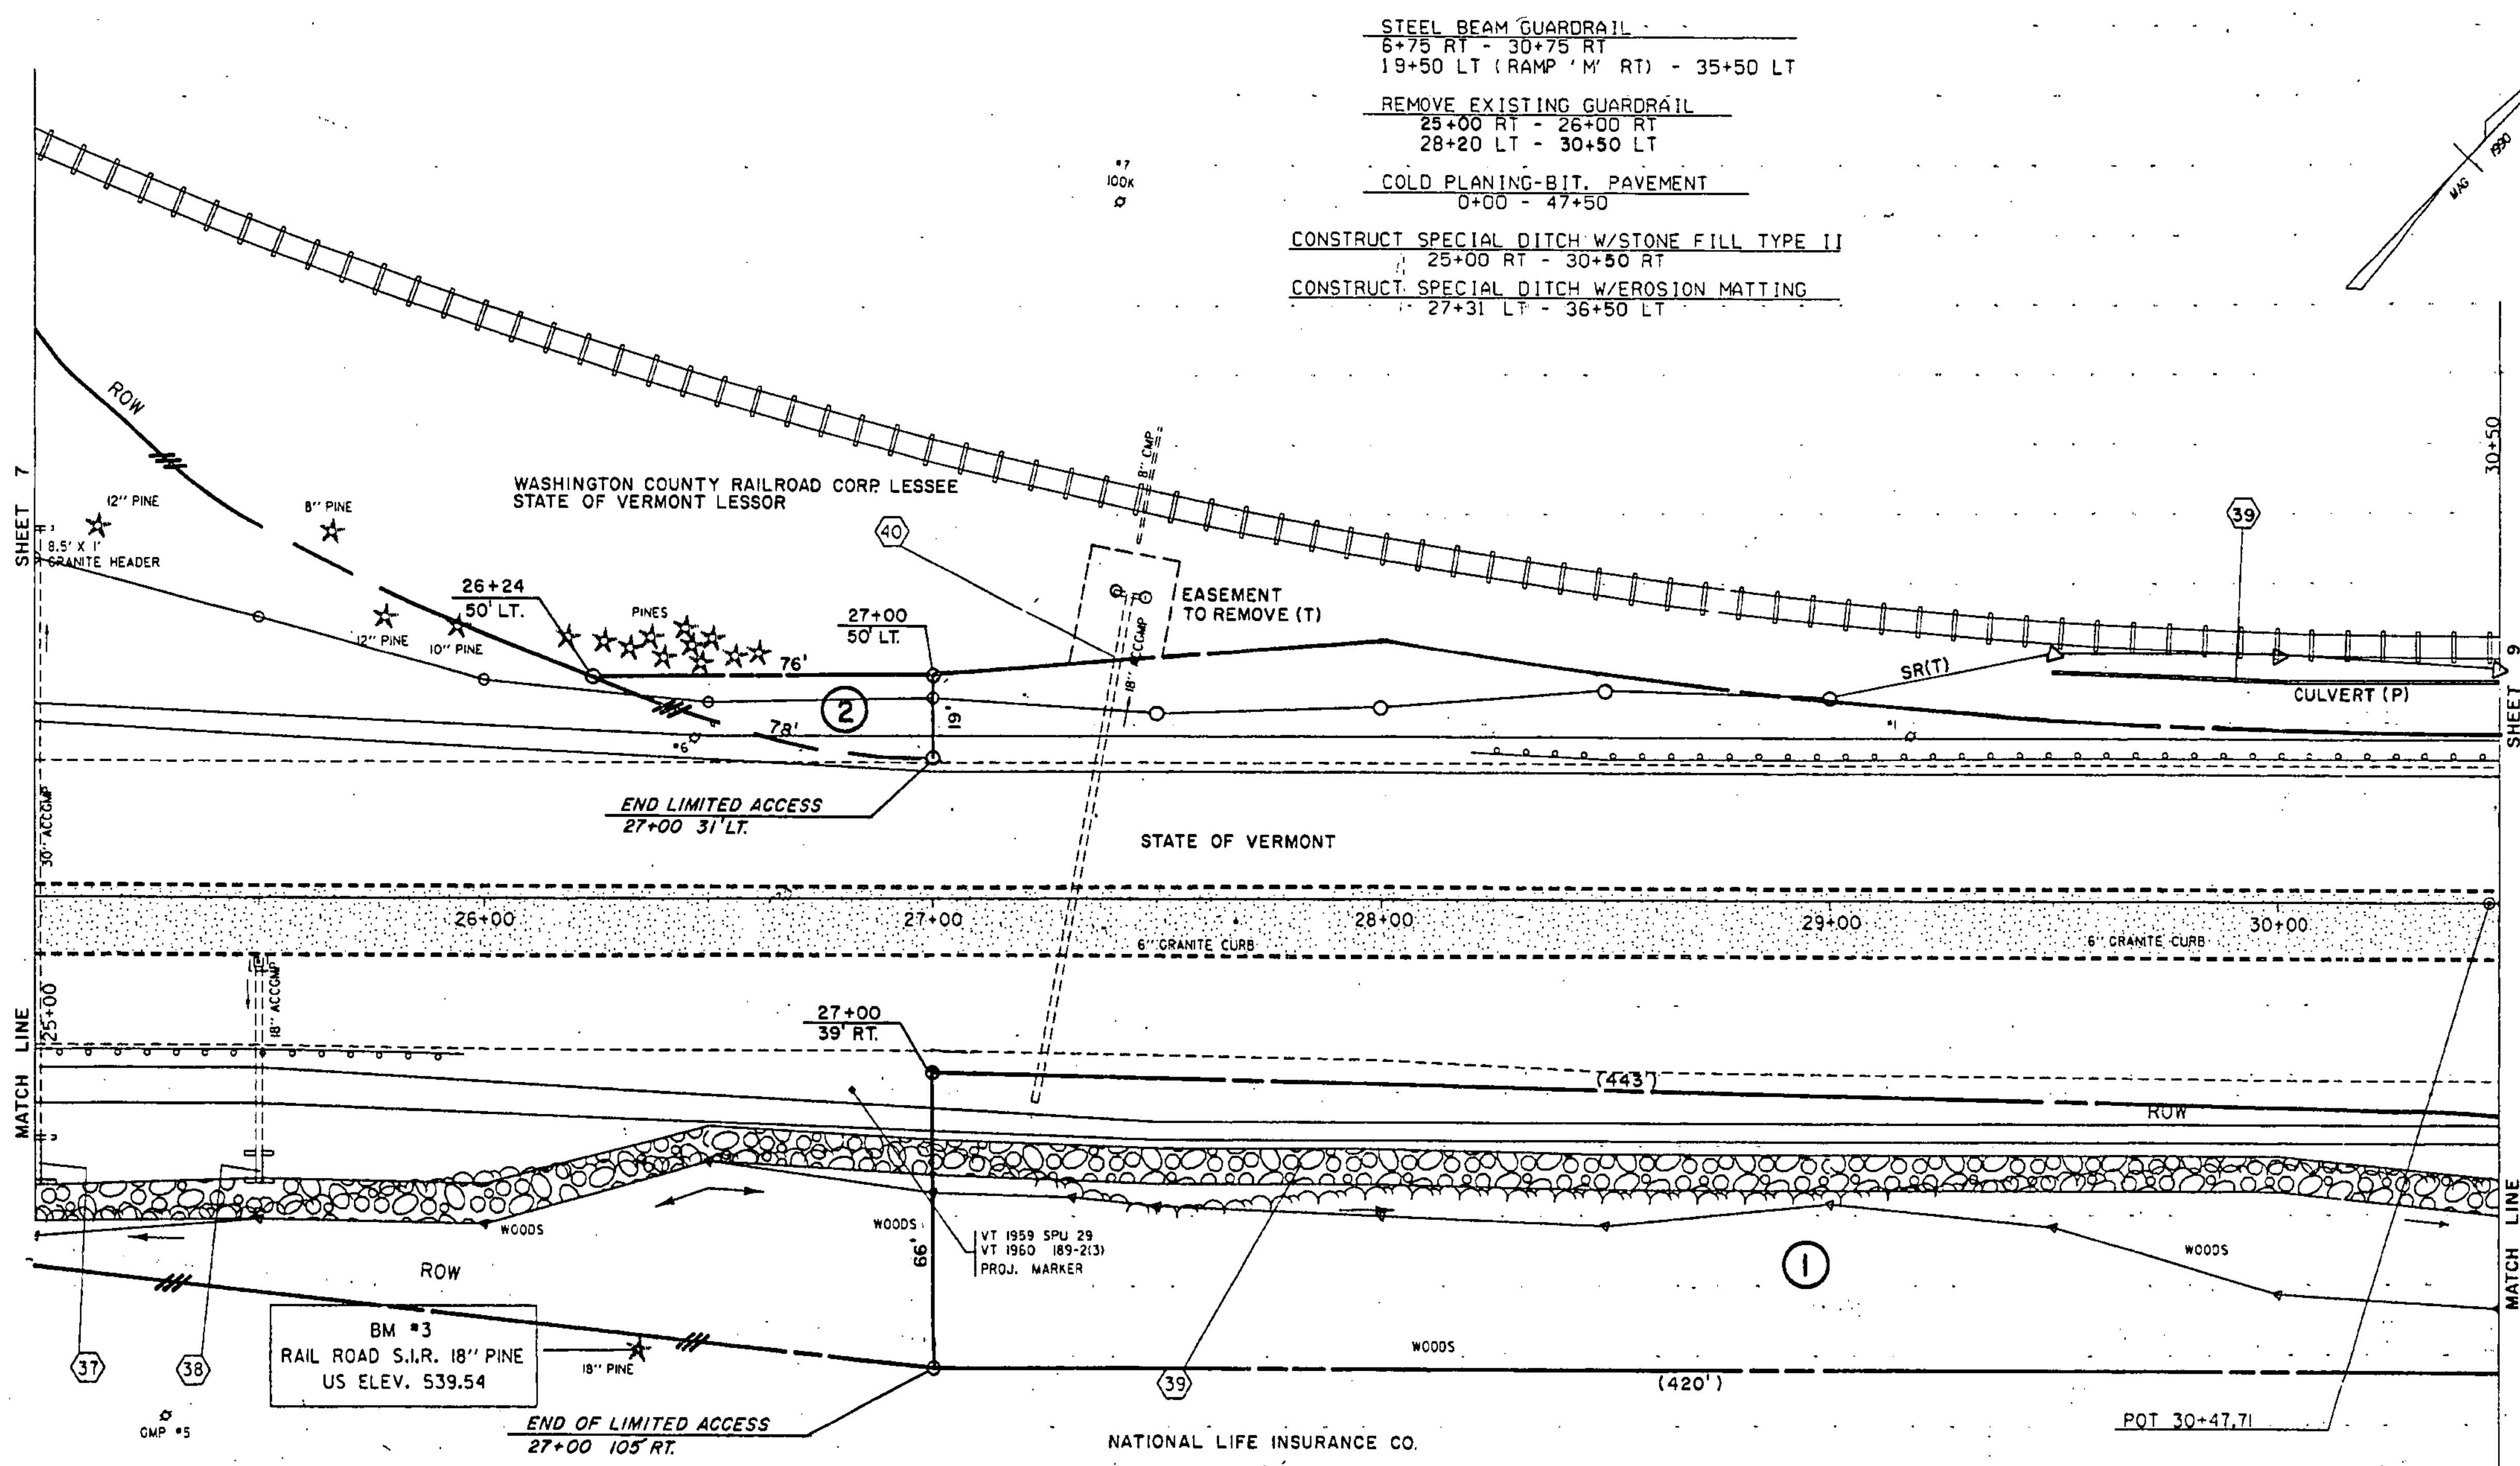 STEEL BEAM GUARDRAIL
6+75 RT - 30+75 RT
19+50 LT (RAMP 'M' RT) - 35+50 LT
REMOVE EXISTING GUARDRAIL
25+00 RT - 26+00 RT
28+20 LT - 30+50 LT
COLD PLANING-BIT. PAVEMENT
0+00 - 47+50
CONSTRUCT SPECIAL DITCH W/STONE FILL TYPE II
25+00 RT - 30+50 RT
CONSTRUCT SPECIAL DITCH W/EROSION MATTING
27+31 LT - 36+50 LT
MAG 1990
#7
100K
ROW
SHEET 7
12" PINE
8" PINE
8.5' X 1'
GRANITE HEADER
WASHINGTON COUNTY RAILROAD CORP. LESSEE
STATE OF VERMONT LESSOR
8" CMP
40
39
30+50
26+24
50' LT.
PINES
27+00
50' LT.
EASEMENT
TO REMOVE (T)
12" PINE
10" PINE
76'
18" ACCGMP
SR(T)
CULVERT (P)
SHEET 9
2
19'
78'
#6
#1
END LIMITED ACCESS
27+00 31' LT.
30" ACCGMP
STATE OF VERMONT
26+00
27+00
28+00
29+00
30+00
6" GRANITE CURB
6" GRANITE CURB
MATCH LINE
25+00
18" ACCGMP
27+00
39' RT.
(443')
ROW
WOODS
WOODS
66'
VT 1959 SPU 29
VT 1960 I89-2(3)
PROJ. MARKER
1
WOODS
MATCH LINE
ROW
BM #3
RAIL ROAD S.I.R. 18" PINE
US ELEV. 539.54
18" PINE
37
38
39
WOODS
(420')
GMP #5
END OF LIMITED ACCESS
27+00 105' RT.
NATIONAL LIFE INSURANCE CO.
POT 30+47.71